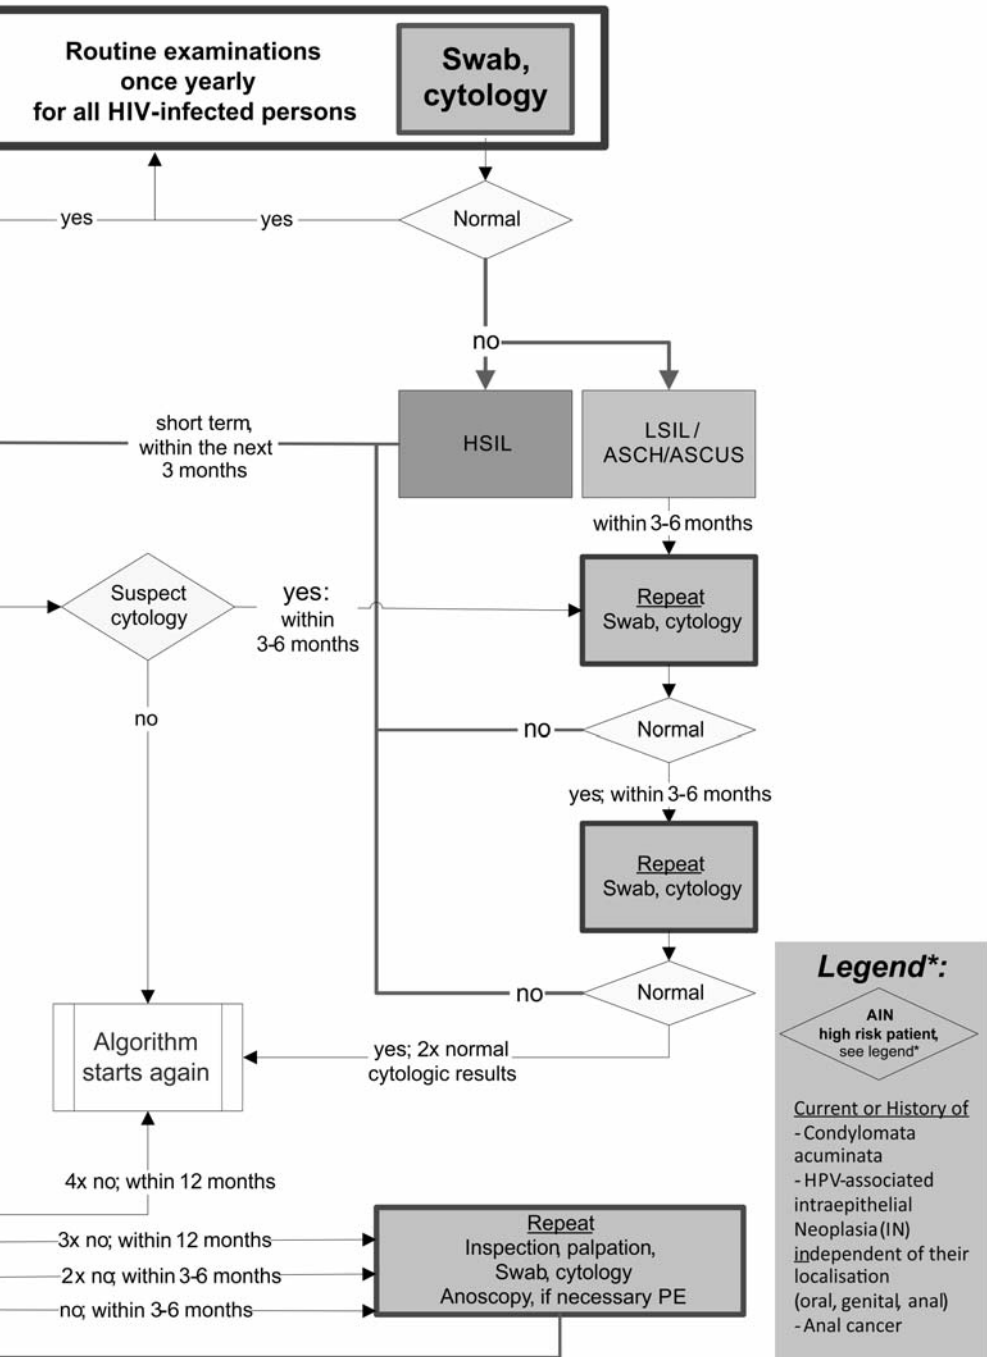 Routine examinations
once yearly
for all HIV-infected persons
Swab,
cytology
yes
yes
Normal
no
short term,
within the next
3 months
HSIL
LSIL /
ASCH/ASCUS
within 3-6 months
Suspect
cytology
yes:
within
3-6 months
Repeat
Swab, cytology
no
no
Normal
yes; within 3-6 months
Repeat
Swab, cytology
no
Normal
Algorithm
starts again
yes; 2x normal
cytologic results
4x no; wthin 12 months
3x no; within 12 months
2x no; within 3-6 months
no; within 3-6 months
Repeat
Inspection, palpation,
Swab, cytology
Anoscopy, if necessary PE
Legend*:
AIN
high risk patient,
see legend*
Current or History of
- Condylomata
acuminata
- HPV-associated
intraepithelial
Neoplasia (IN)
independent of their
localisation
(oral, genital, anal)
- Anal cancer